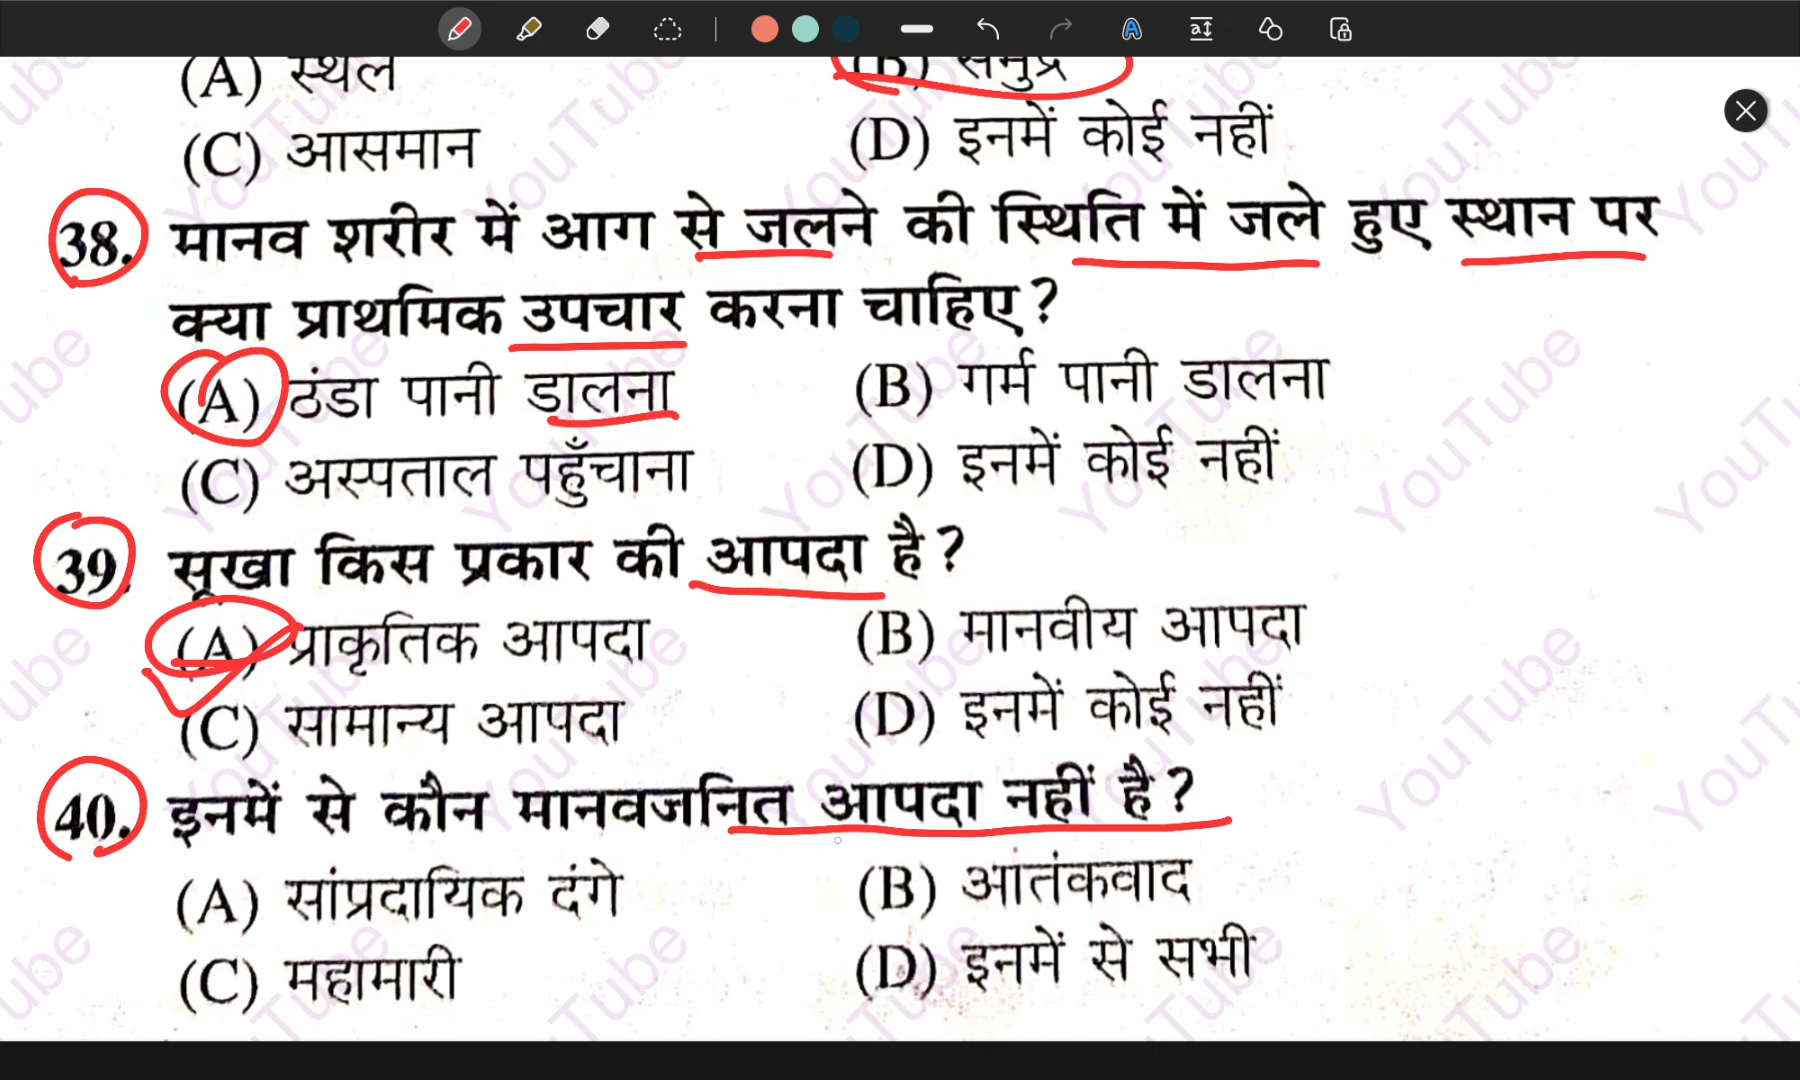 (A) स्थल (B) समुद्र
(C) आसमान (D) इनमें कोई नहीं
38. मानव शरीर में आग से जलने की स्थिति में जले हुए स्थान पर
क्या प्राथमिक उपचार करना चाहिए?
(A) ठंडा पानी डालना (B) गर्म पानी डालना
(C) अस्पताल पहुँचाना (D) इनमें कोई नहीं
39. सूखा किस प्रकार की आपदा है?
(A) प्राकृतिक आपदा (B) मानवीय आपदा
(C) सामान्य आपदा (D) इनमें कोई नहीं
40. इनमें से कौन मानवजनित आपदा नहीं है?
(A) सांप्रदायिक दंगे (B) आतंकवाद
(C) महामारी (D) इनमें से सभी
YouTube